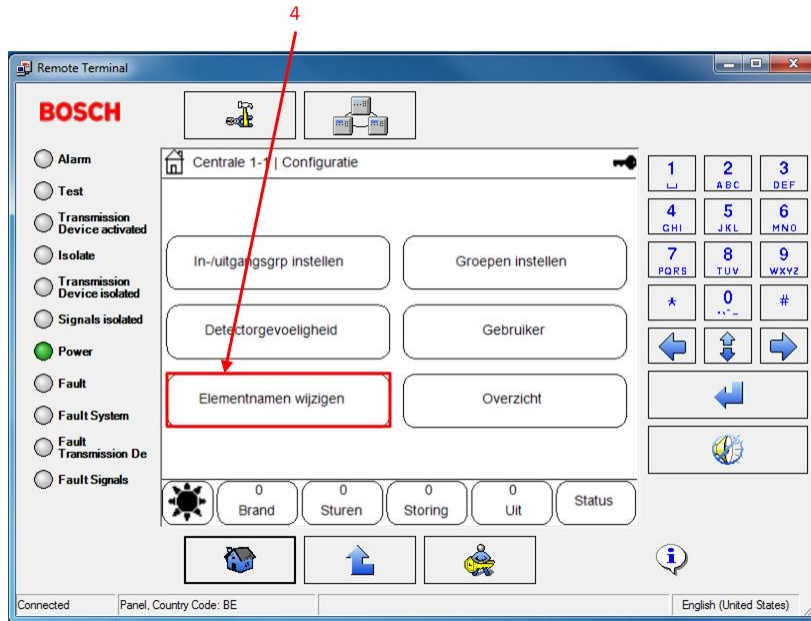 4
Remote Terminal
BOSCH
Alarm
Test
Transmission
Device activated
Isolate
Transmission
Device isolated
Signals isolated
Power
Fault
Fault System
Fault
Transmission De
Fault Signals
Centrale 1-1 | Configuratie
In-/uitgangsgrp instellen
Groepen instellen
Detectorgevoeligheid
Gebruiker
Elementnamen wijzigen
Overzicht
0
Brand
0
Sturen
0
Storing
0
Uit
Status
1
2
ABC
3
DEF
4
GHI
5
JKL
6
MNO
7
PQRS
8
TUV
9
WXYZ
*
0
#
Connected
Panel, Country Code: BE
English (United States)